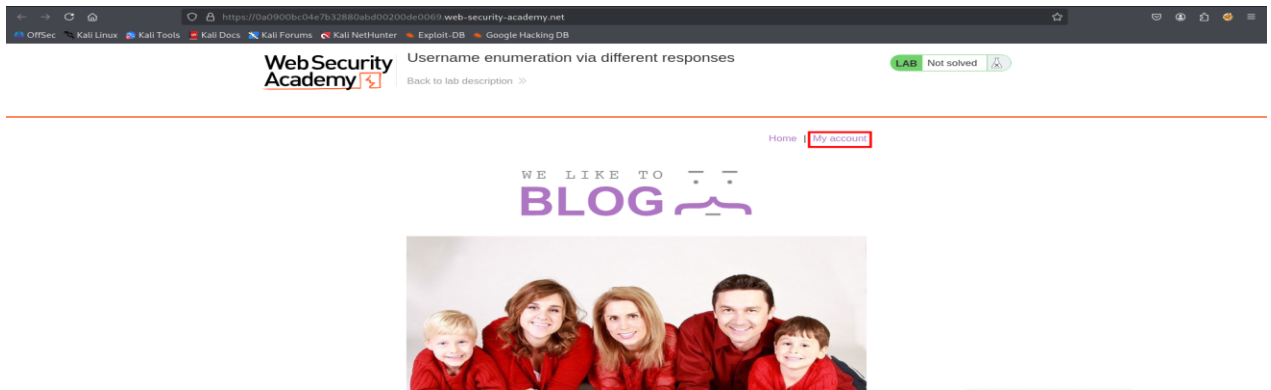 https://0a0900bc04e7b32880abd00200de0069.web-security-academy.net
OffSec Kali Linux Kali Tools Kali Docs Kali Forums Kali NetHunter Exploit-DB Google Hacking DB
WebSecurity Academy
Username enumeration via different responses
Back to lab description
LAB Not solved
Home | My account
WE LIKE TO
BLOG